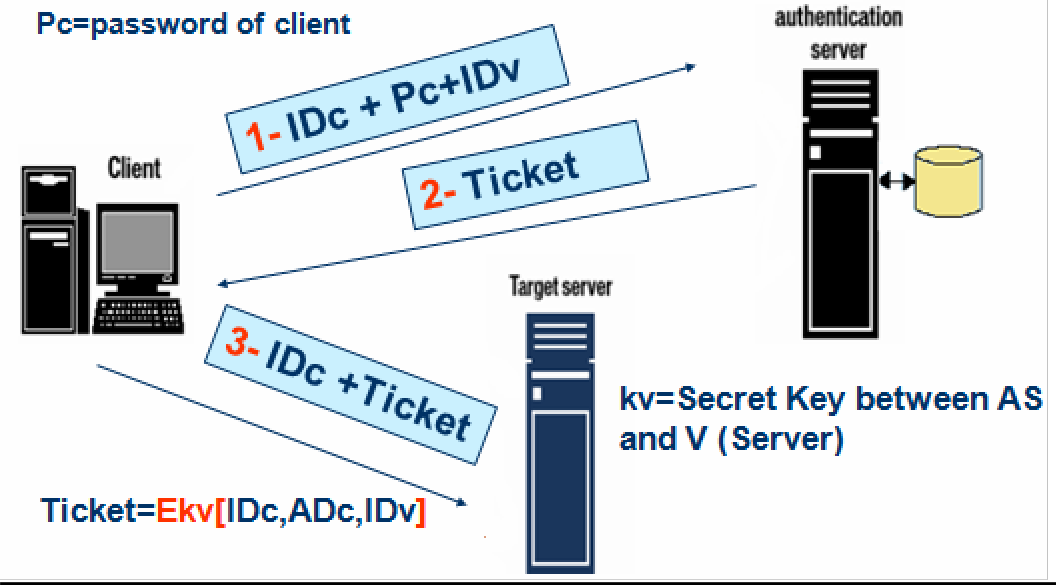 Pc=password of client
authentication
server
1- IDc + Pc+IDv
Client
2- Ticket
Target server
3- IDc +Ticket
kv=Secret Key between AS
and V (Server)
Ticket=Ekv[IDc,ADc,IDv]